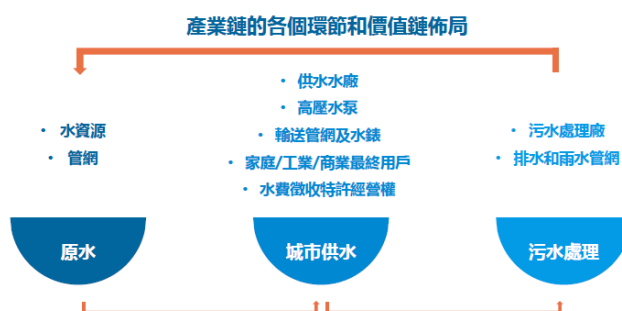 產業鏈的各個環節和價值鏈佈局
• 水資源
• 管網
原水
• 供水水廠
• 高壓水泵
• 輸送管網及水錶
• 家庭/工業/商業最終用戶
• 水費徵收特許經營權
城市供水
• 污水處理廠
• 排水和雨水管網
污水處理